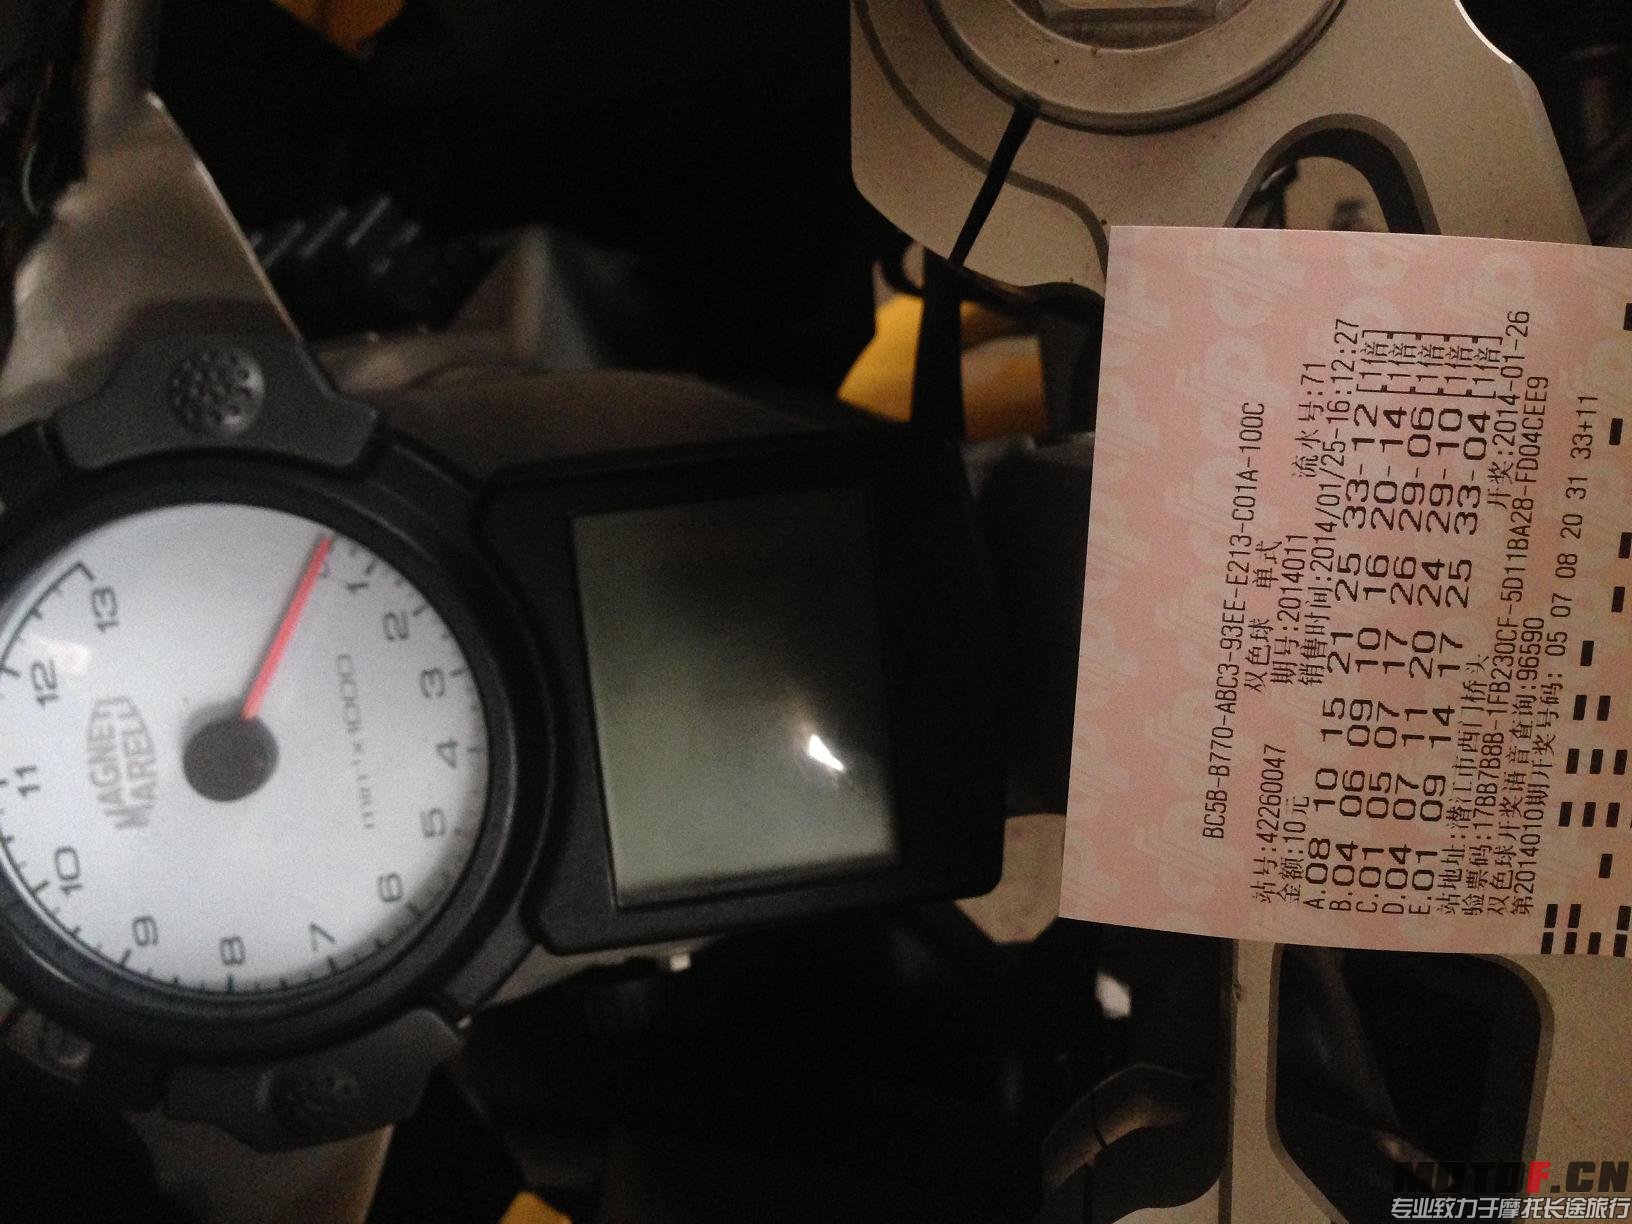 MAGNETI
MARELLI
min⁻¹x1000
1
2
3
4
5
6
7
8
9
10
11
12
13
BC5B-B770-ABC3-93EE-E213-C01A-100C
双色球 单式
站号:42260047 期号:2014011 流水号:71
金额:10元 销售时间:2014/01/25-16:12:27
A.08 10 15 21 25 33-12 [1倍]
B.04 06 09 10 16 20-14 [1倍]
C.01 05 07 17 26 29-06 [1倍]
D.04 07 11 20 24 29-10 [1倍]
E.01 09 14 17 25 33-04 [1倍]
站地址:潜江市西门桥头 开奖:2014-01-26
验票码:17BB7B8B-1FB230CF-5D11BA28-FD04CEE9
双色球开奖语音查询:96590
第2014010期开奖号码: 05 07 08 20 31 33+11
MOTOF.CN
专业致力于摩托长途旅行